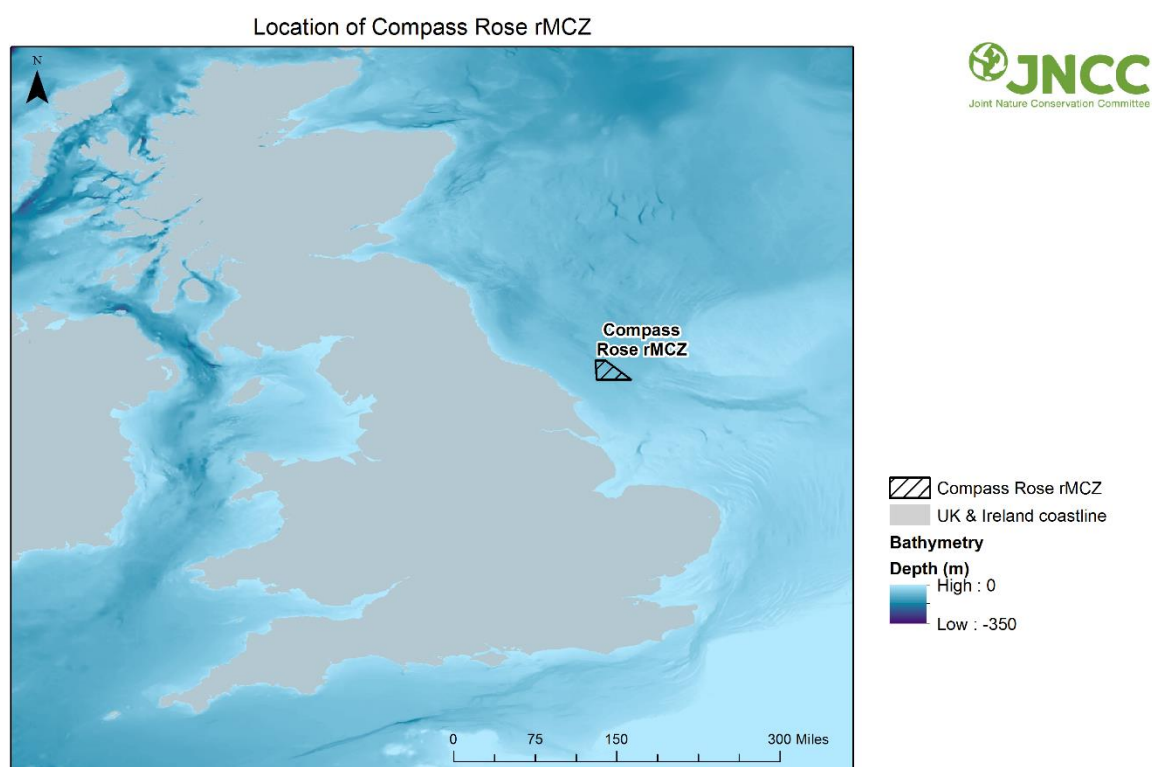 Location of Compass Rose rMCZ
N
JNCC
Joint Nature Conservation Committee
Compass
Rose rMCZ
Compass Rose rMCZ
UK & Ireland coastline
Bathymetry
Depth (m)
High : 0
Low : -350
0 75 150 300 Miles